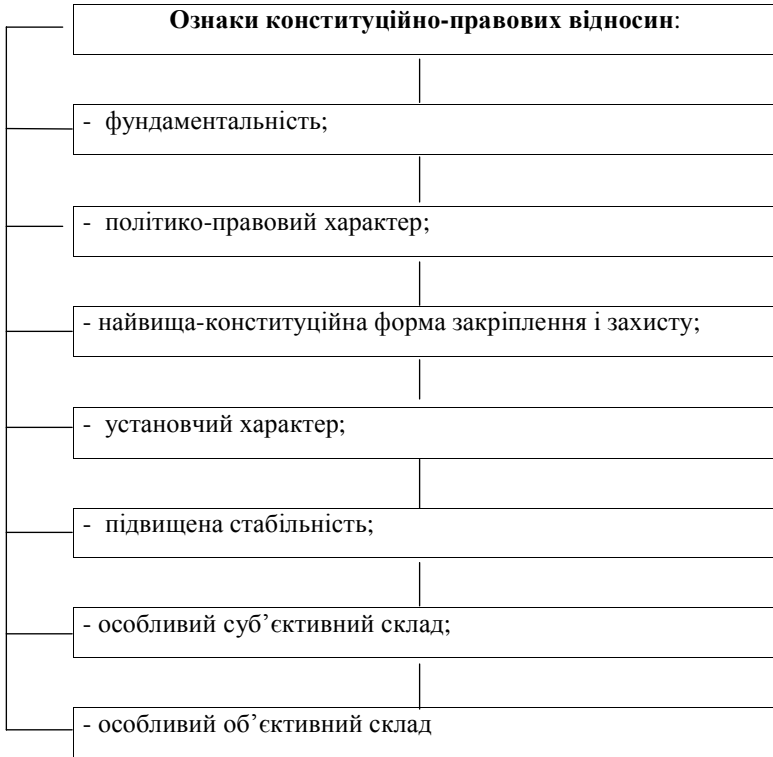 Ознаки конституційно-правових відносин:
- фундаментальність;
- політико-правовий характер;
- найвища-конституційна форма закріплення і захисту;
- установчий характер;
- підвищена стабільність;
- особливий суб’єктивний склад;
- особливий об’єктивний склад